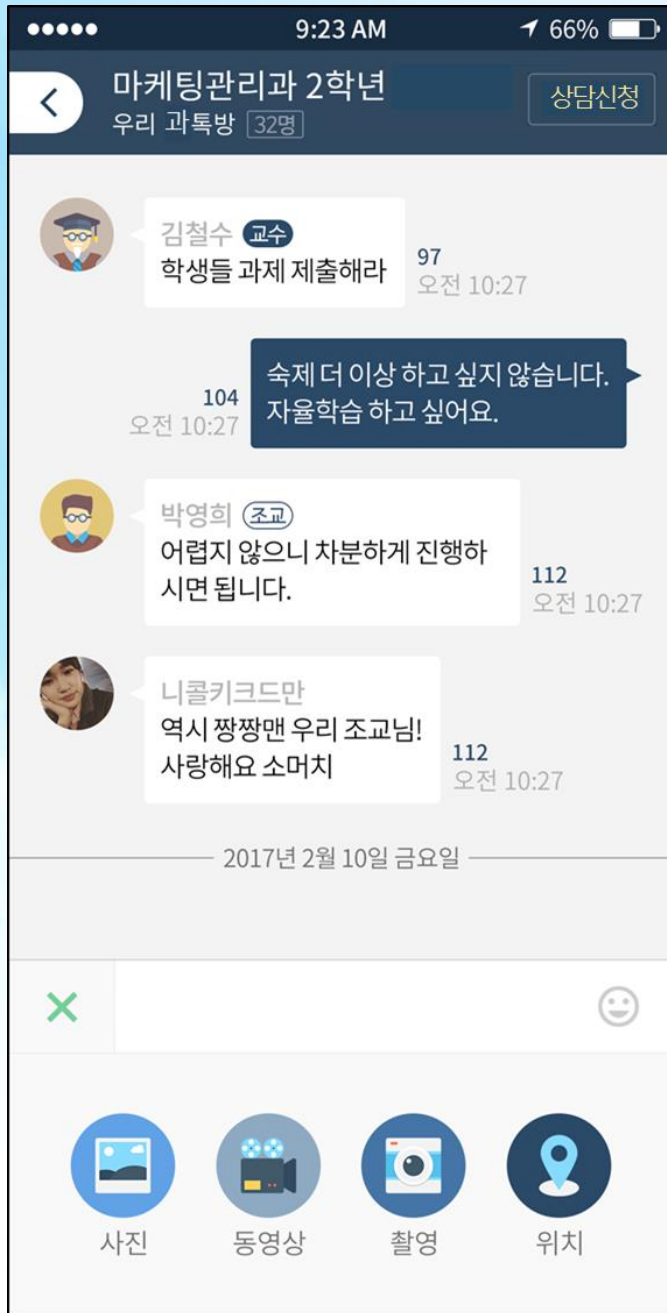 9:23 AM
66%
마케팅관리과 2학년
우리 과톡방 32명
상담신청
김철수 교수
학생들 과제 제출해라
97
오전 10:27
숙제 더 이상 하고 싶지 않습니다.
자율학습 하고 싶어요.
104
오전 10:27
박영희 조교
어렵지 않으니 차분하게 진행하
시면 됩니다.
112
오전 10:27
니콜키크드만
역시 짱짱맨 우리 조교님!
사랑해요 소머치
112
오전 10:27
2017년 2월 10일 금요일
사진
동영상
촬영
위치